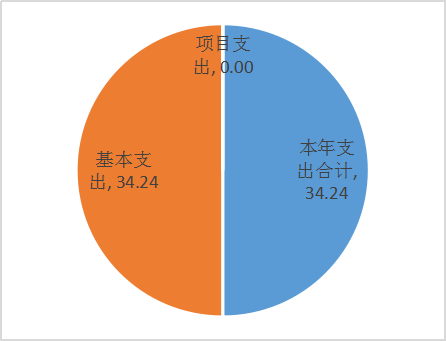 项目支
出, 0.00
本年支
出合计,
34.24
基本支
出, 34.24